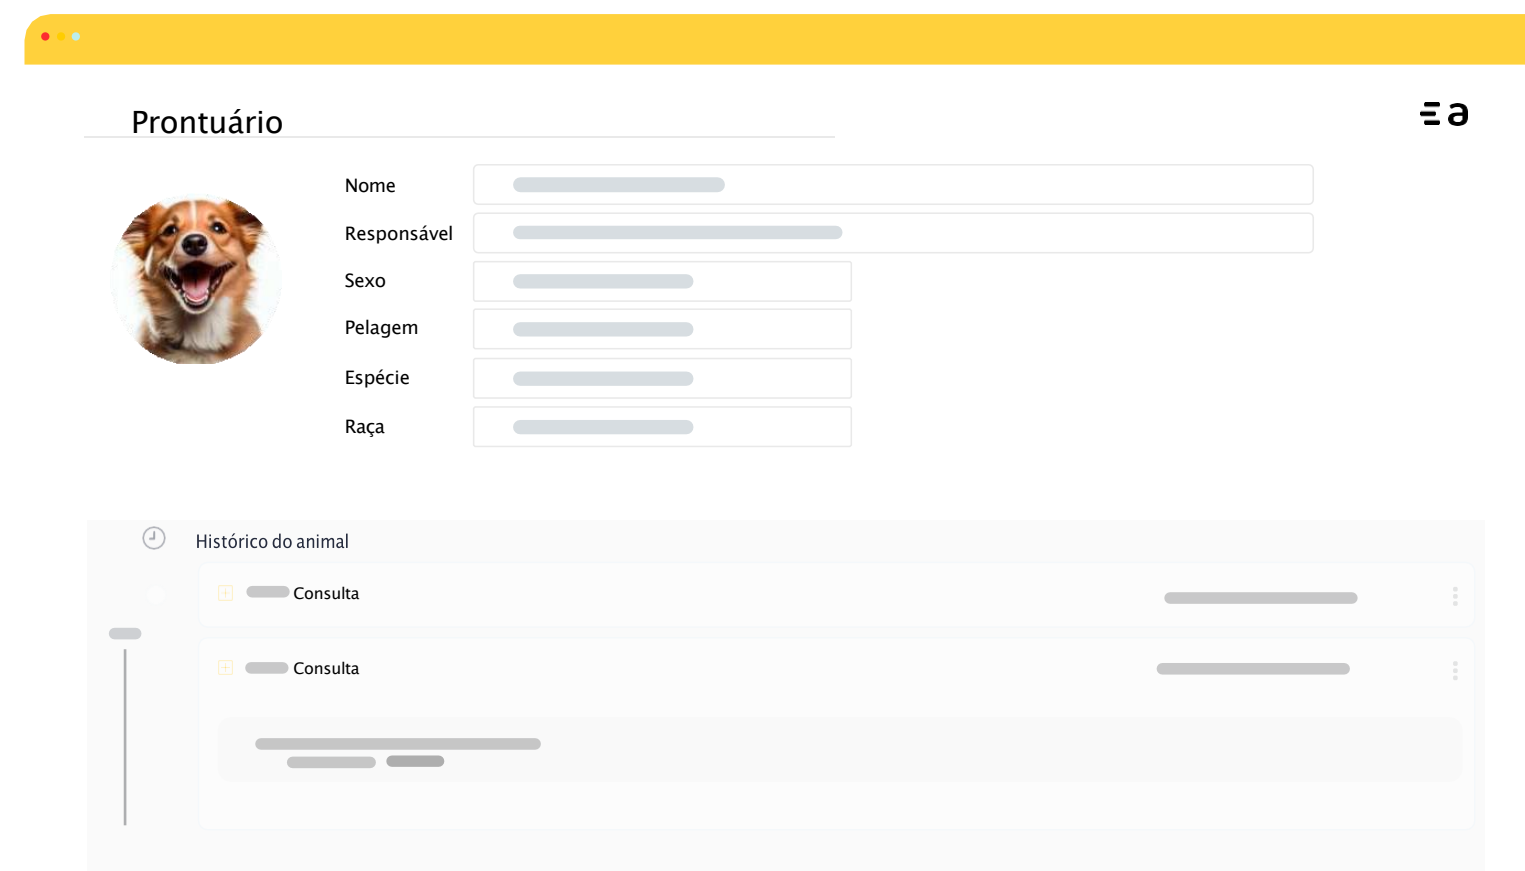 Prontuário
Nome
Responsável
Sexo
Pelagem
Espécie
Raça
Histórico do animal
Consulta
Consulta